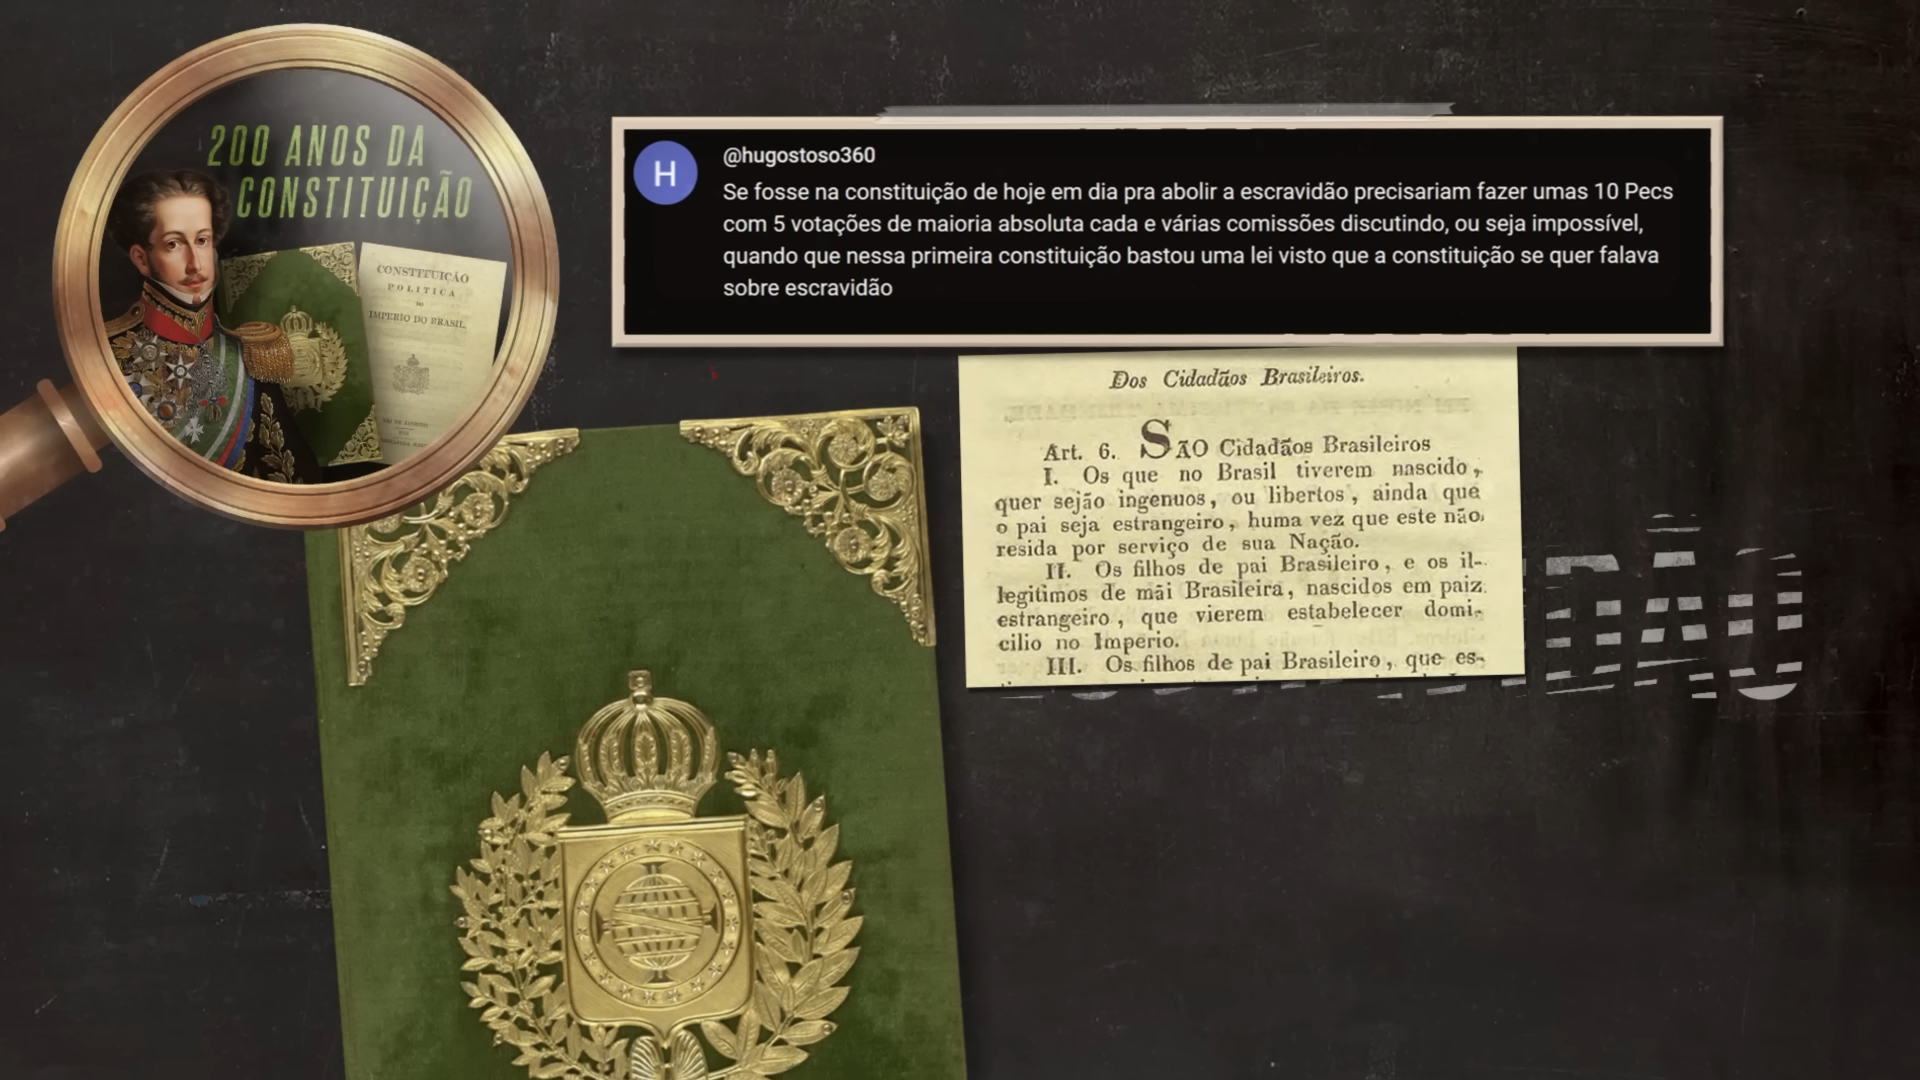 200 ANOS DA
CONSTITUIÇÃO
CONSTITUIÇÃO
POLITICA
DO
IMPERIO DO BRASIL,
H
@hugostoso360
Se fosse na constituição de hoje em dia pra abolir a escravidão precisariam fazer umas 10 Pecs
com 5 votações de maioria absoluta cada e várias comissões discutindo, ou seja impossível,
quando que nessa primeira constituição bastou uma lei visto que a constituição se quer falava
sobre escravidão
Dos Cidadãos Brasileiros.
Art. 6. SÃO Cidadãos Brasileiros
I. Os que no Brasil tiverem nascido,
quer sejão ingenuos, ou libertos, ainda que
o pai seja estrangeiro, huma vez que este não
resida por serviço de sua Nação.
II. Os filhos de pai Brasileiro, e os il-
legitimos de mãi Brasileira, nascidos em paiz
estrangeiro, que vierem estabelecer domi-
cilio no Imperio.
III. Os filhos de pai Brasileiro, que es-
DÃO